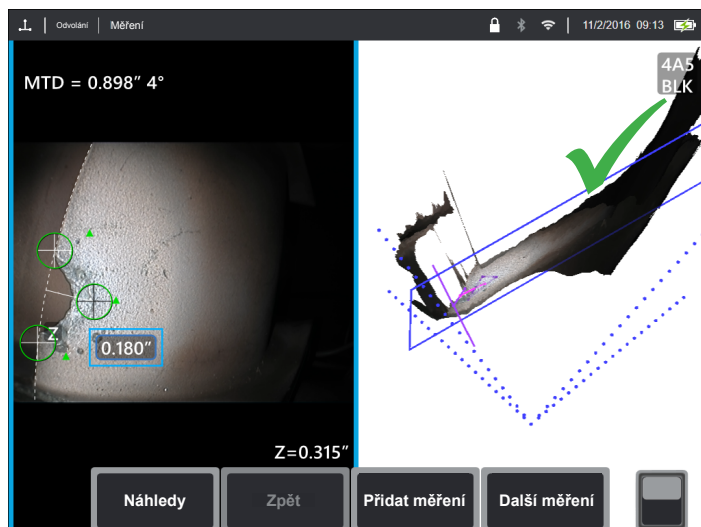 Odvolání Měření 11/2/2016 09:13
MTD = 0.898″ 4°
4A5
BLK
Z.
0.180″
Z=0.315″
Náhledy Zpět Přidat měření Další měření